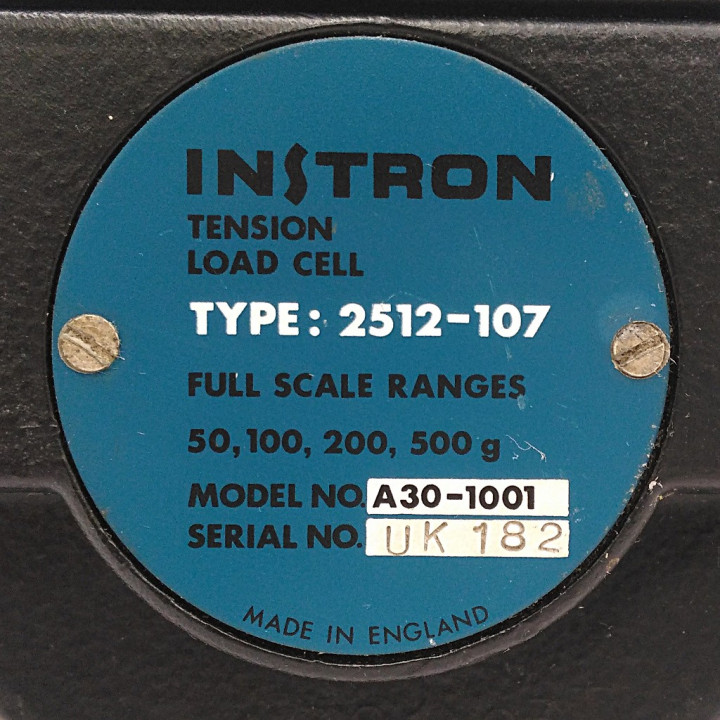 INSTRON
TENSION
LOAD CELL
TYPE: 2512-107
FULL SCALE RANGES
50, 100, 200, 500 g
MODEL NO. A30-1001
SERIAL NO. UK 182
MADE IN ENGLAND